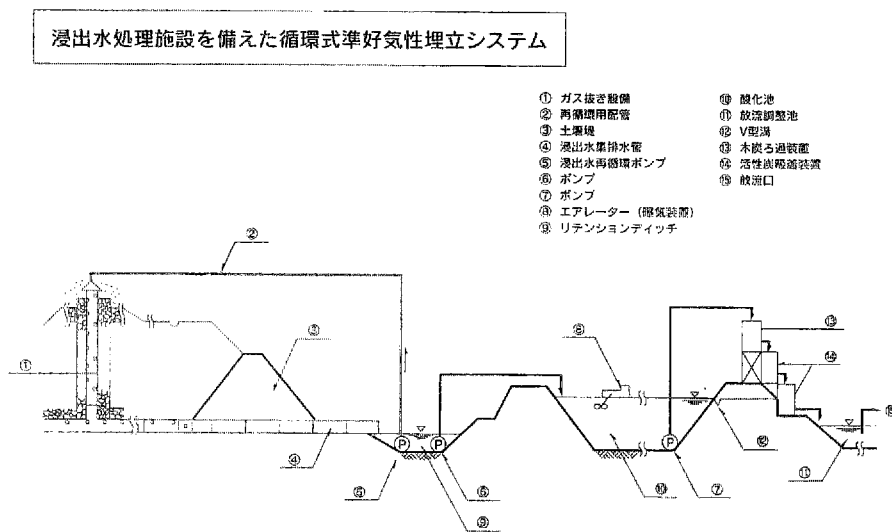 浸出水処理施設を備えた循環式準好気性埋立システム
① ガス抜き設備
② 再循環用配管
③ 土堰堤
④ 浸出水集排水管
⑤ 浸出水再循環ポンプ
⑥ ポンプ
⑦ ポンプ
⑧ エアレーター（曝気装置）
⑨ リテンションディッチ
⑩ 酸化池
⑪ 放流調整池
⑫ V型溝
⑬ 木炭ろ過装置
⑭ 活性炭吸着装置
⑮ 放流口
②
①
③
④
⑤
P
P
⑥
⑨
⑧
⑩
P
⑦
⑫
⑬
⑭
⑮
⑪